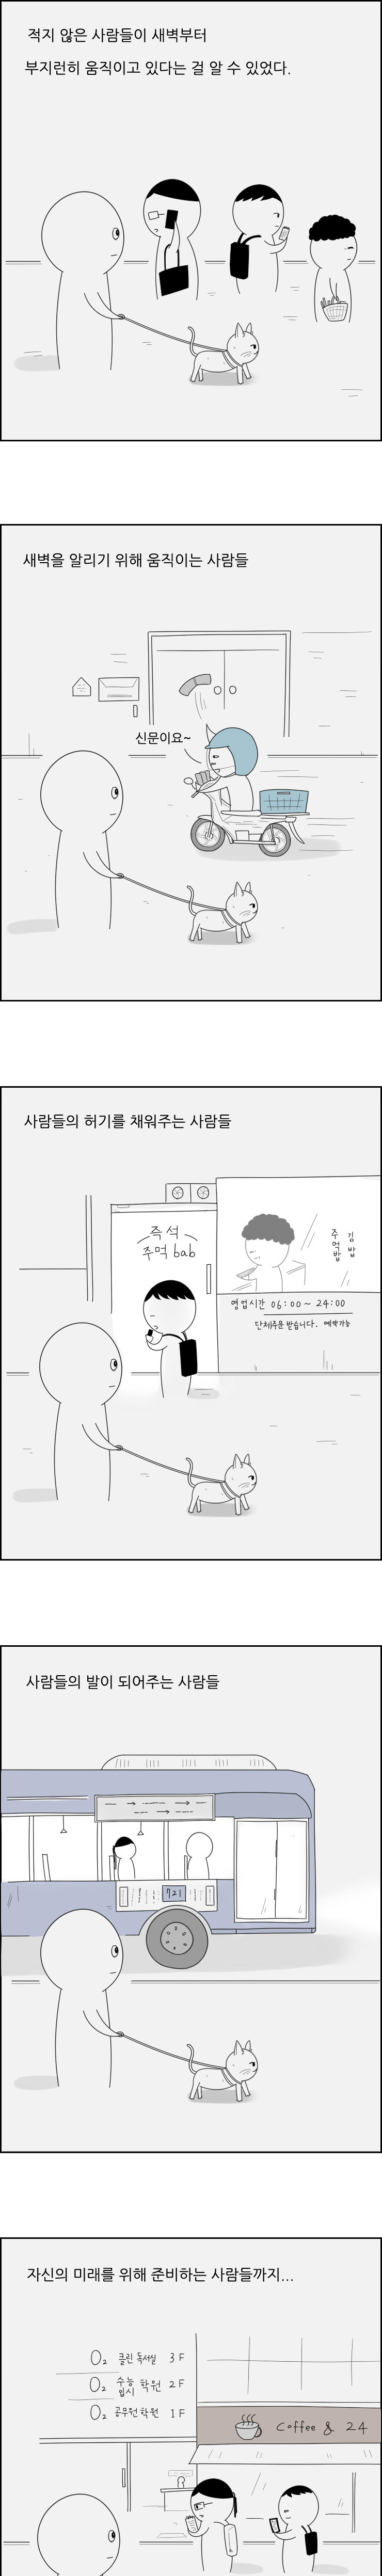 적지 않은 사람들이 새벽부터
부지런히 움직이고 있다는 걸 알 수 있었다.
새벽을 알리기 위해 움직이는 사람들
신문이요~
사람들의 허기를 채워주는 사람들
즉석
주먹 bab
주먹밥
김밥
영업시간 06:00~24:00
단체주문 받습니다. 예약가능
사람들의 발이 되어주는 사람들
721
자신의 미래를 위해 준비하는 사람들까지...
O₂ 클린 독서실 3F
O₂ 수능 입시 학원 2F
O₂ 공무원 학원 1F
Coffee & 24